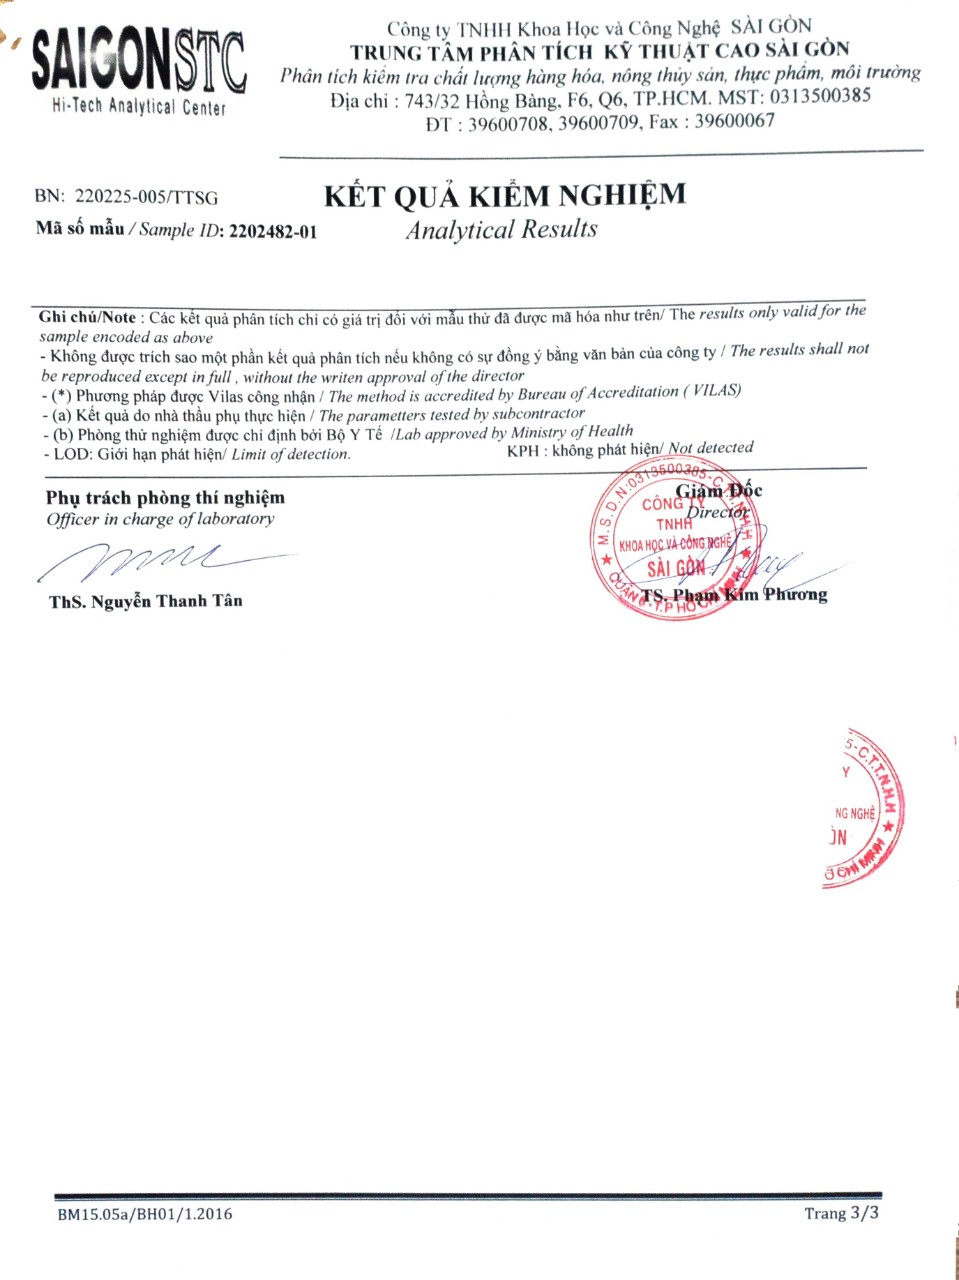 SAIGONSTC
Hi-Tech Analytical Center
Công ty TNHH Khoa Học và Công Nghệ SÀI GÒN
TRUNG TÂM PHÂN TÍCH KỸ THUẬT CAO SÀI GÒN
Phân tích kiểm tra chất lượng hàng hóa, nông thủy sản, thực phẩm, môi trường
Địa chỉ : 743/32 Hồng Bàng, F6, Q6, TP.HCM. MST: 0313500385
ĐT : 39600708, 39600709, Fax : 39600067
BN: 220225-005/TTSG
KẾT QUẢ KIỂM NGHIỆM
Mã số mẫu / Sample ID: 2202482-01
Analytical Results
Ghi chú/Note : Các kết quả phân tích chỉ có giá trị đối với mẫu thử đã được mã hóa như trên/ The results only valid for the
sample encoded as above
- Không được trích sao một phần kết quả phân tích nếu không có sự đồng ý bằng văn bản của công ty / The results shall not
be reproduced except in full , without the writen approval of the director
- (*) Phương pháp được Vilas công nhận / The method is accredited by Bureau of Accreditation ( VILAS)
- (a) Kết quả do nhà thầu phụ thực hiện / The parametters tested by subcontractor
- (b) Phòng thử nghiệm được chỉ định bởi Bộ Y Tế /Lab approved by Ministry of Health
- LOD: Giới hạn phát hiện/ Limit of detection. KPH : không phát hiện/ Not detected
Phụ trách phòng thí nghiệm
Officer in charge of laboratory
ThS. Nguyễn Thanh Tân
Giám Đốc
Director
M.S.D.N:0313500385-C.T.T.N.H.H
CÔNG TY
TNHH
KHOA HỌC VÀ CÔNG NGHỆ
SÀI GÒN
QUẬN 6-T.P HỒ CHÍ MINH
TS. Phạm Kim Phương
5-C.T.T.N.H.H
Y
NG NGHỆ
ÒN
Ồ CHÍ MINH
BM15.05a/BH01/1.2016
Trang 3/3